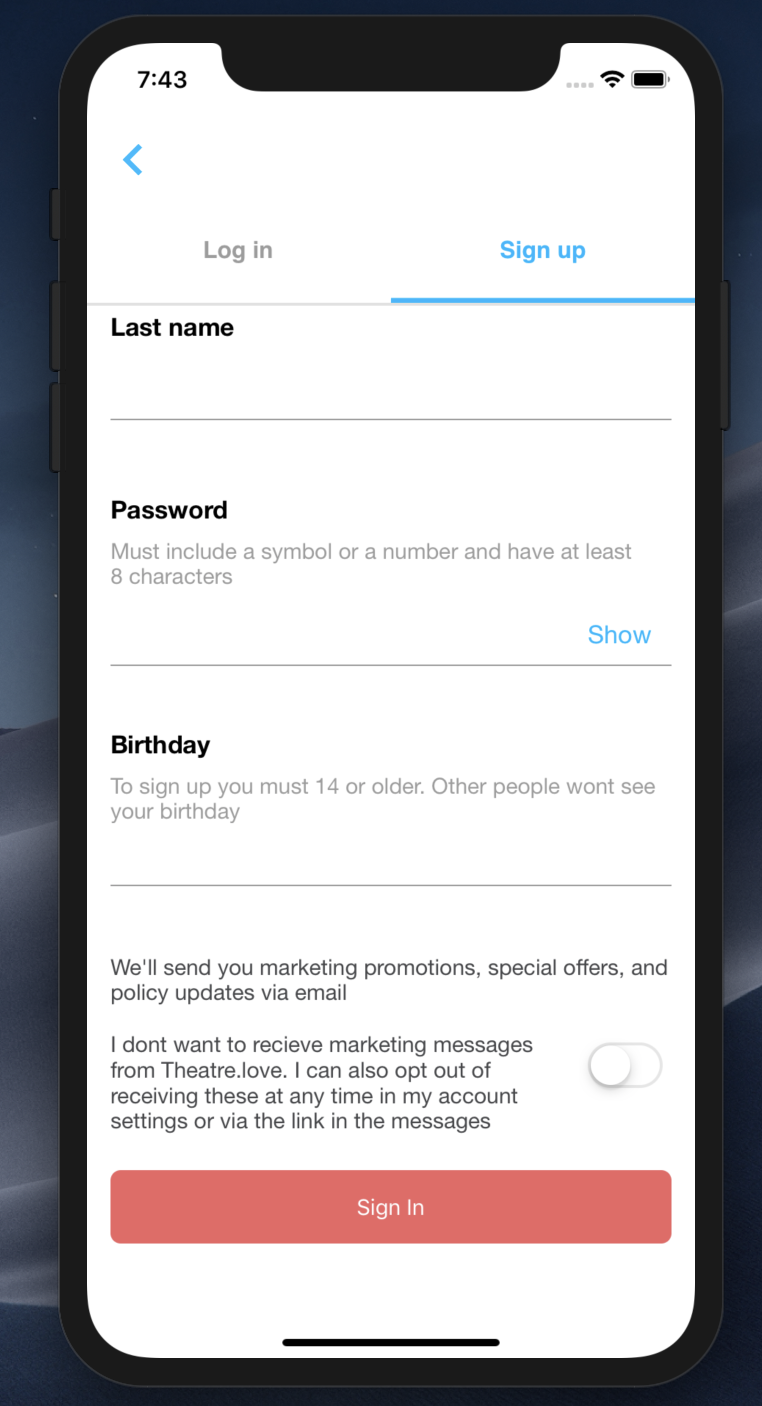 7:43
Log in
Sign up
Last name
Password
Must include a symbol or a number and have at least
8 characters
Show
Birthday
To sign up you must 14 or older. Other people wont see
your birthday
We'll send you marketing promotions, special offers, and
policy updates via email
I dont want to recieve marketing messages
from Theatre.love. I can also opt out of
receiving these at any time in my account
settings or via the link in the messages
Sign In